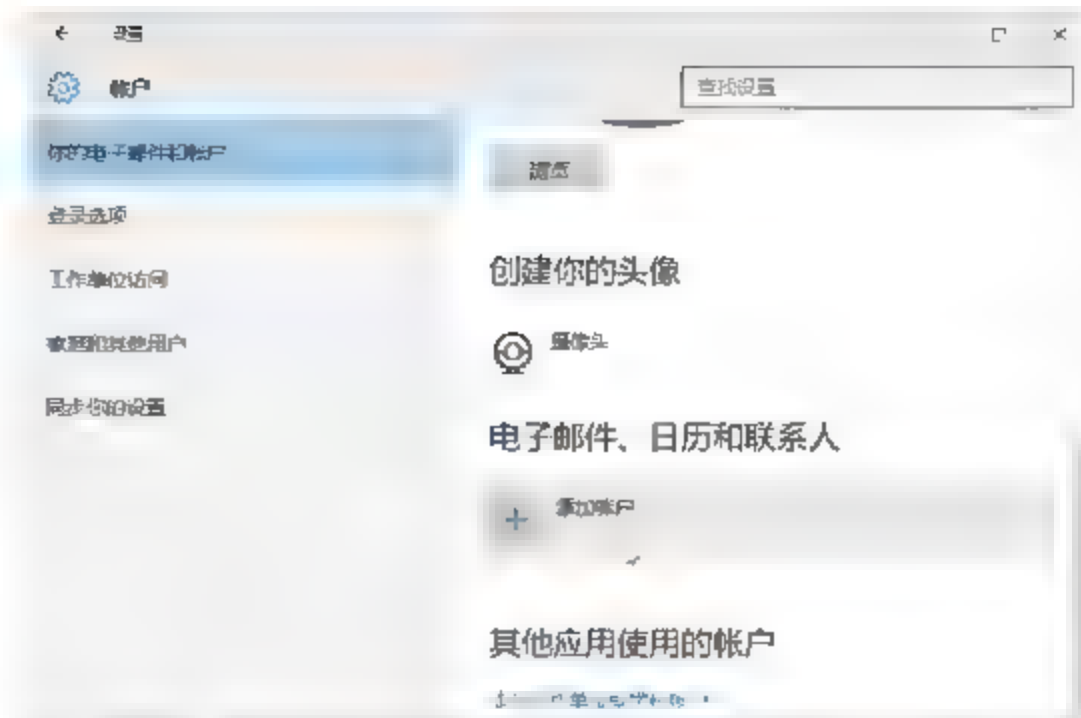 设置
帐户
查找设置
你的电子邮件和帐户
浏览
登录选项
创建你的头像
工作单位访问
摄像头
家庭和其他用户
同步你的设置
电子邮件、日历和联系人
添加帐户
其他应用使用的帐户